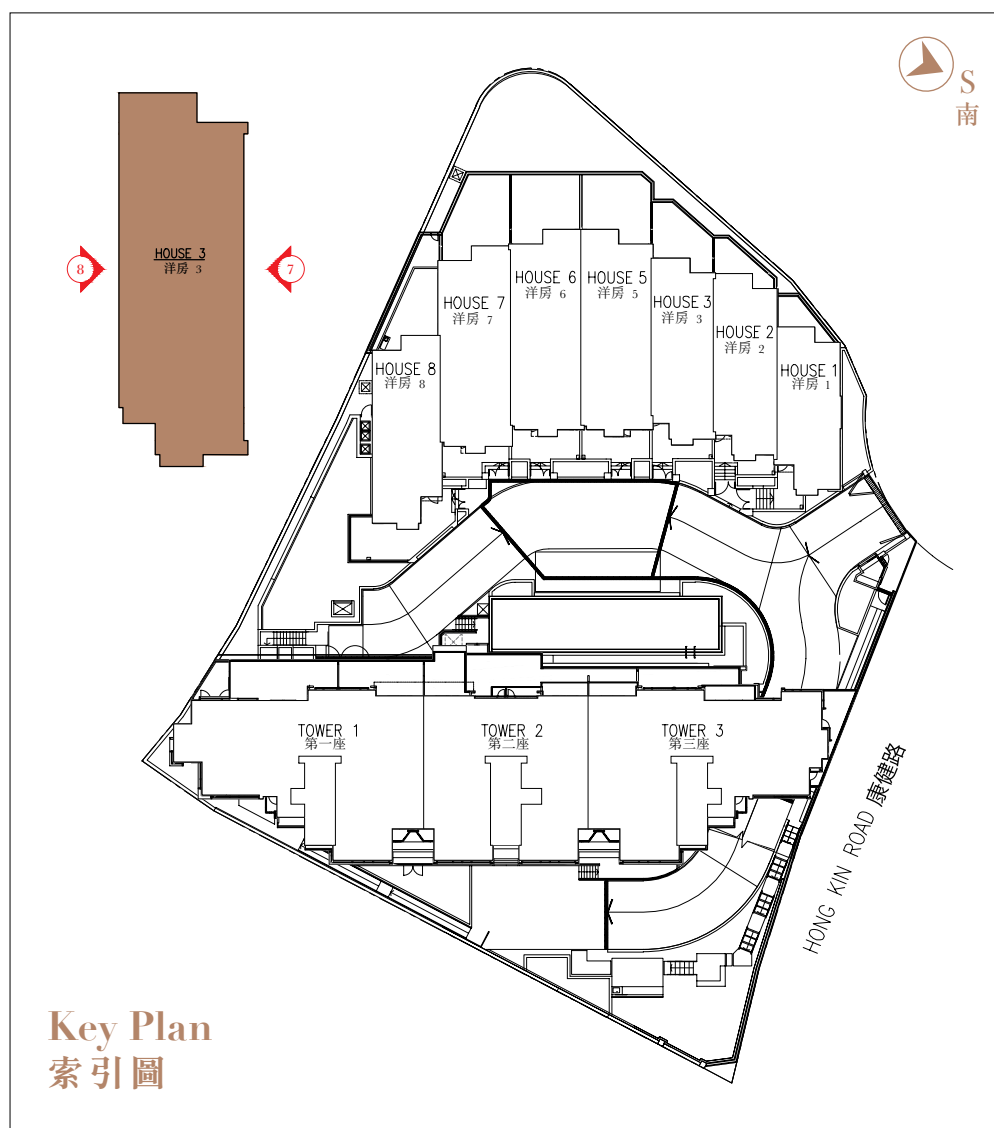 S
南
HOUSE 3
洋房 3
8
7
HOUSE 6
洋房 6
HOUSE 5
洋房 5
HOUSE 7
洋房 7
HOUSE 3
洋房 3
HOUSE 2
洋房 2
HOUSE 8
洋房 8
HOUSE 1
洋房 1
TOWER 1
第一座
TOWER 2
第二座
TOWER 3
第三座
HONG KIN ROAD 康健路
Key Plan
索引圖